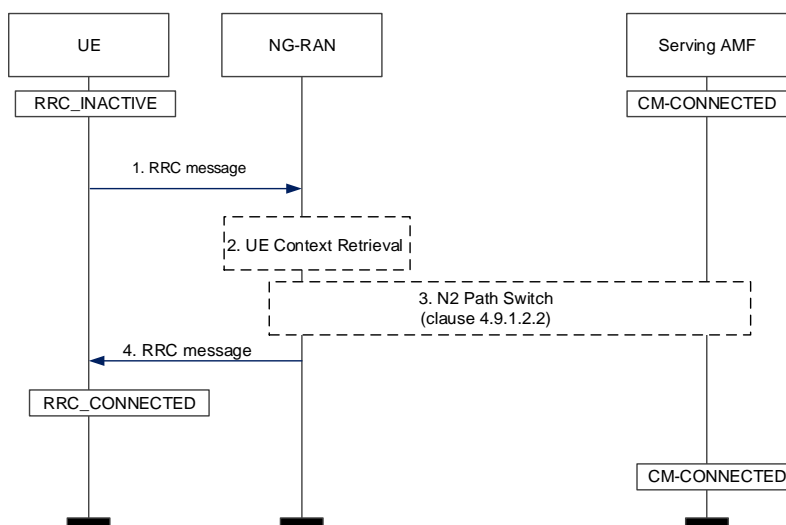 UE
NG-RAN
Serving AMF
RRC_INACTIVE
CM-CONNECTED
1. RRC message
2. UE Context Retrieval
3. N2 Path Switch
(clause 4.9.1.2.2)
4. RRC message
RRC_CONNECTED
CM-CONNECTED